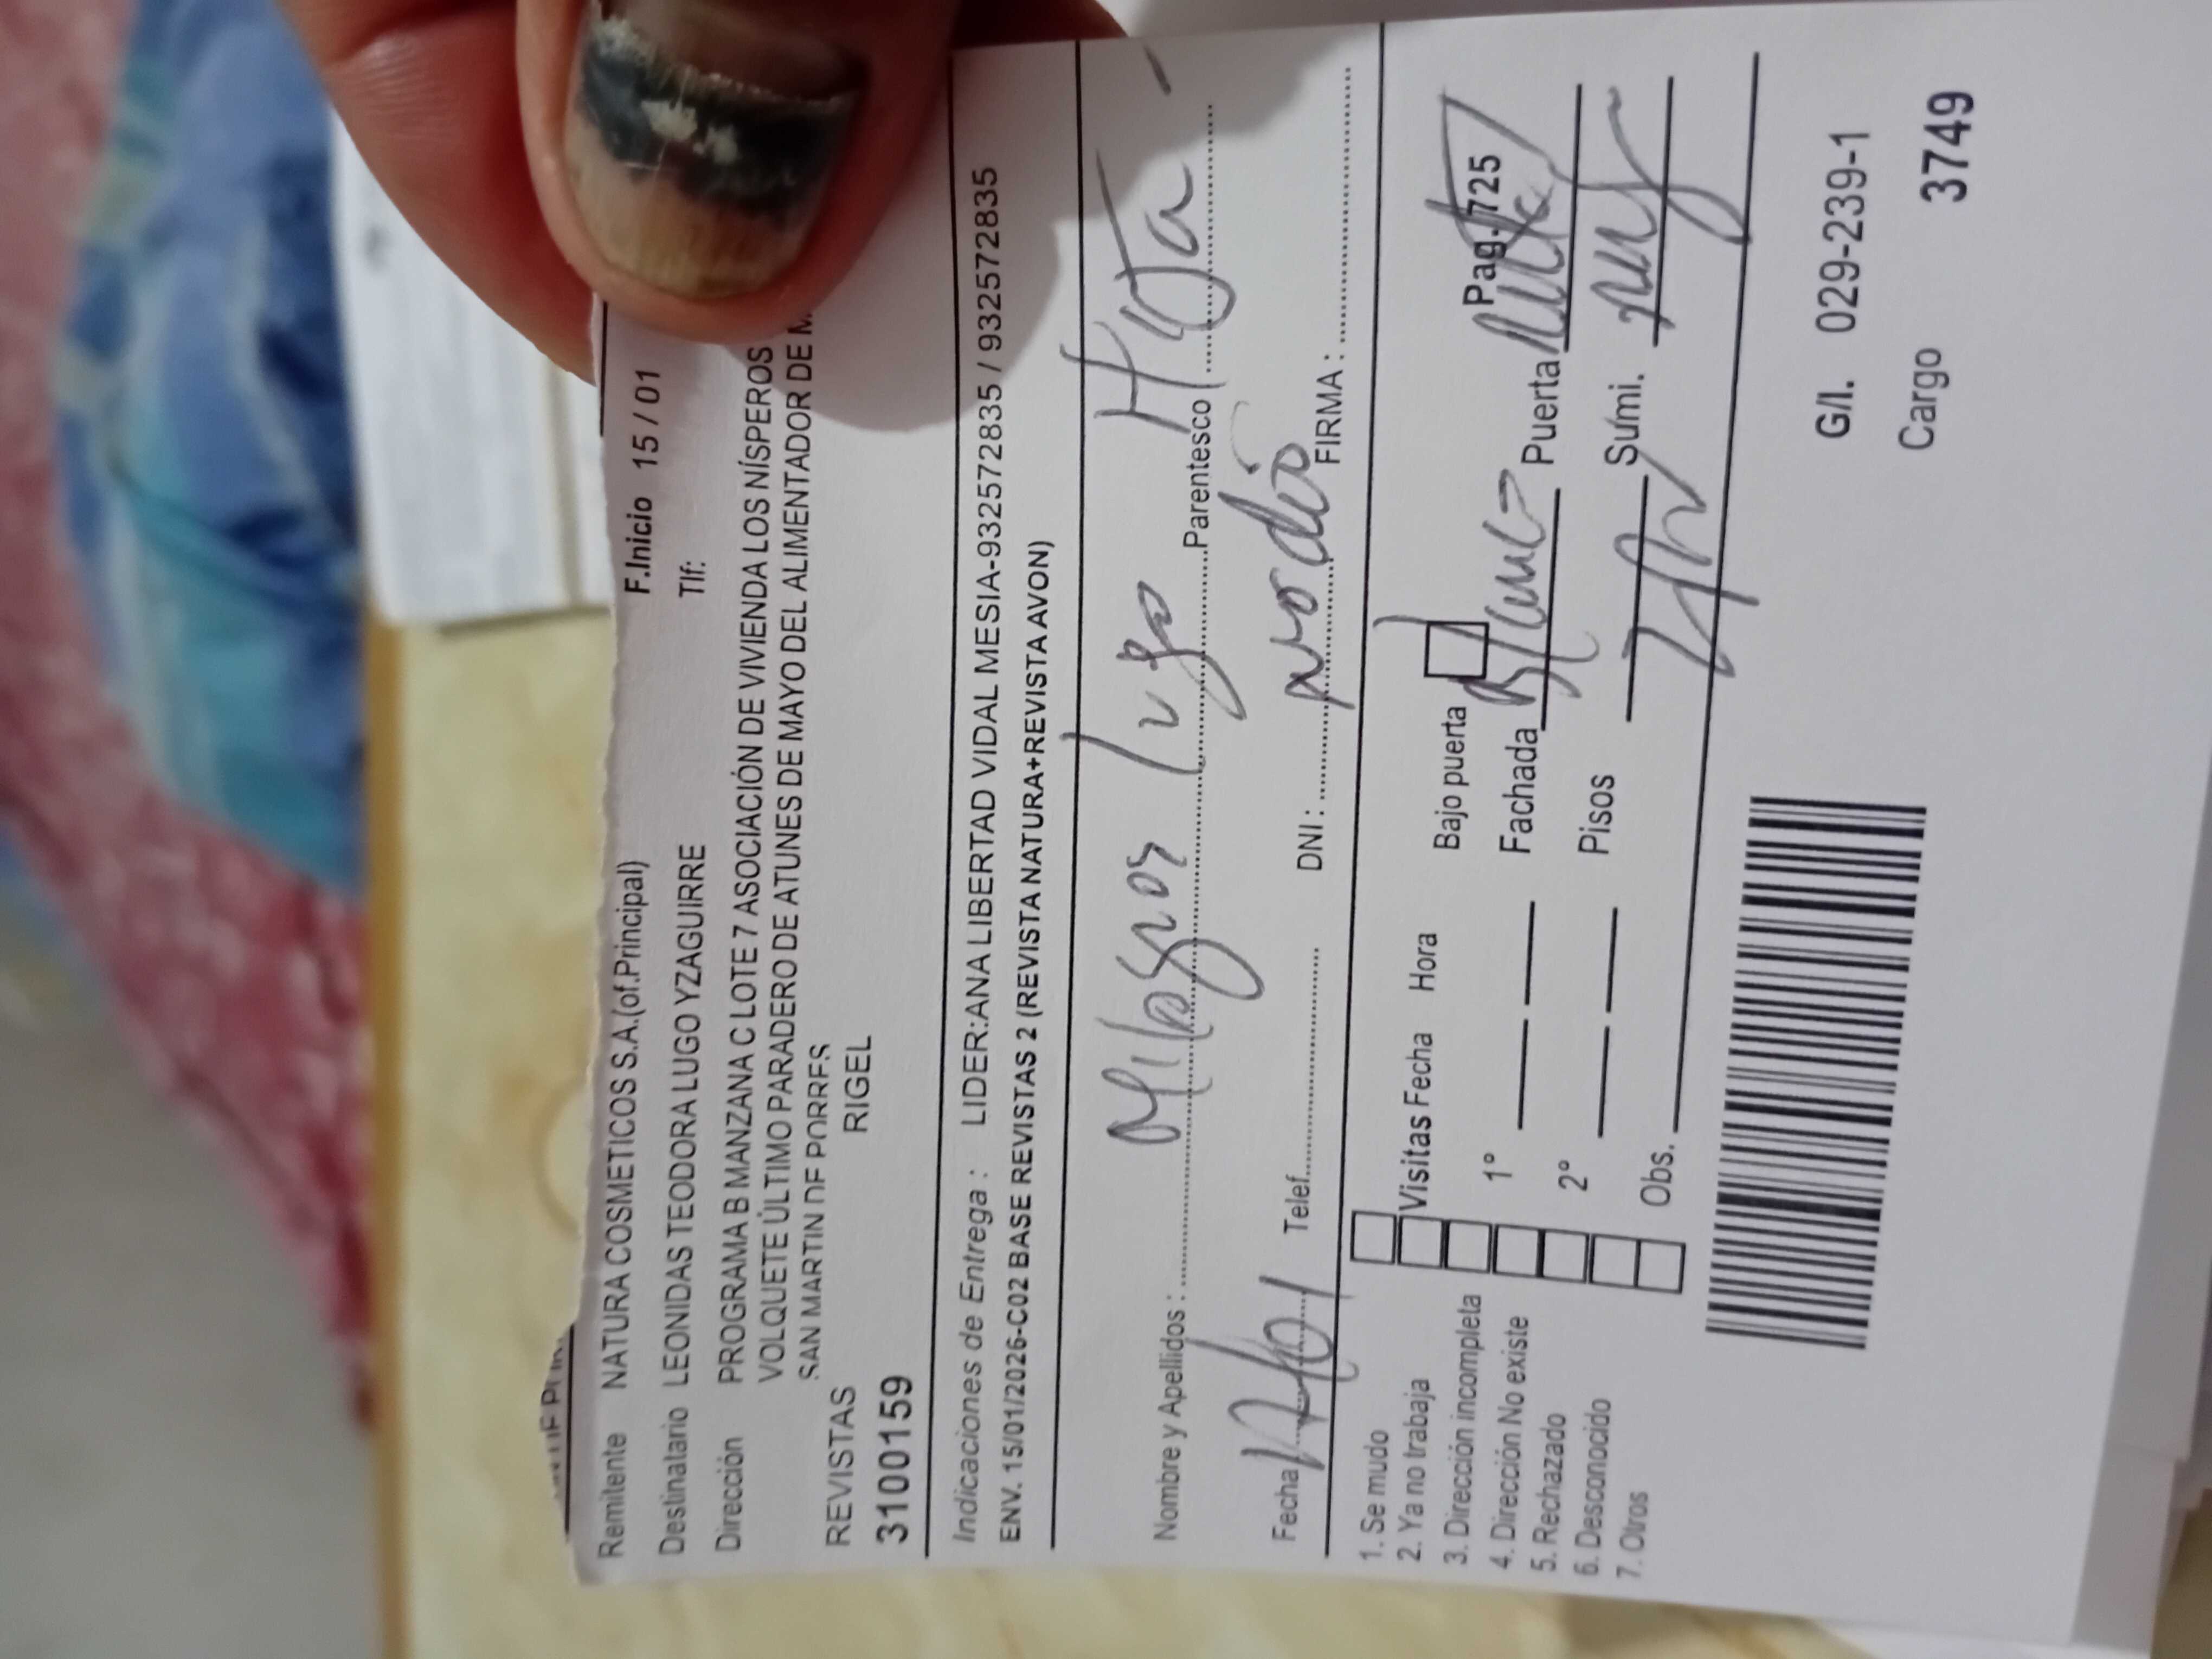 F.Inicio 15 / 01
Remitente NATURA COSMETICOS S.A.(of.Principal)
Tlf:
Destinatario LEONIDAS TEODORA LUGO YZAGUIRRE
Dirección PROGRAMA B MANZANA C LOTE 7 ASOCIACIÓN DE VIVIENDA LOS NÍSPEROS
VOLQUETE ÚLTIMO PARADERO DE ATUNES DE MAYO DEL ALIMENTADOR DE
SAN MARTIN DE PORRES
REVISTAS RIGEL
3100159
Indicaciones de Entrega : LIDER:ANA LIBERTAD VIDAL MESIA-932572835 / 932572835
ENV. 15/01/2026-C02 BASE REVISTAS 2 (REVISTA NATURA+REVISTA AVON)
Nombre y Apellidos : Milagros lugo Parentesco Hija
Fecha Telef. DNI : FIRMA :
1. Se mudo
2. Ya no trabaja
3. Dirección incompleta
4. Dirección No existe
5. Rechazado
6. Desconocido
7. Otros
Visitas Fecha Hora
1°
2°
Obs.
Bajo puerta Pag-725
Fachada Puerta
Pisos Sumi.
G/I. 029-239-1
Cargo 3749